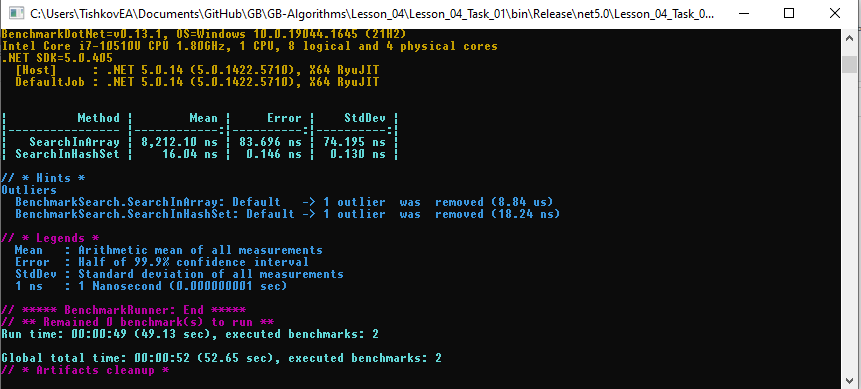 C:\Users\TishkovEA\Documents\GitHub\GB\GB-Algorithms\Lesson_04\Lesson_04_Task_01\bin\Release\net5.0\Lesson_04_Task_0...
BenchmarkDotNet=v0.13.1, OS=Windows 10.0.19044.1645 (21H2)
Intel Core i7-10510U CPU 1.80GHz, 1 CPU, 8 logical and 4 physical cores
.NET SDK=5.0.405
  [Host]     : .NET 5.0.14 (5.0.1422.5710), X64 RyuJIT
  DefaultJob : .NET 5.0.14 (5.0.1422.5710), X64 RyuJIT
|          Method |        Mean |     Error |    StdDev |
|---------------- |------------:|----------:|----------:|
|   SearchInArray | 8,212.10 ns | 83.696 ns | 74.195 ns |
| SearchInHashSet |    16.04 ns |  0.146 ns |  0.130 ns |
// * Hints *
Outliers
  BenchmarkSearch.SearchInArray: Default   -> 1 outlier  was  removed (8.84 us)
  BenchmarkSearch.SearchInHashSet: Default -> 1 outlier  was  removed (18.24 ns)
// * Legends *
  Mean   : Arithmetic mean of all measurements
  Error  : Half of 99.9% confidence interval
  StdDev : Standard deviation of all measurements
  1 ns   : 1 Nanosecond (0.000000001 sec)
// ***** BenchmarkRunner: End *****
// ** Remained 0 benchmark(s) to run **
Run time: 00:00:49 (49.13 sec), executed benchmarks: 2
Global total time: 00:00:52 (52.65 sec), executed benchmarks: 2
// * Artifacts cleanup *